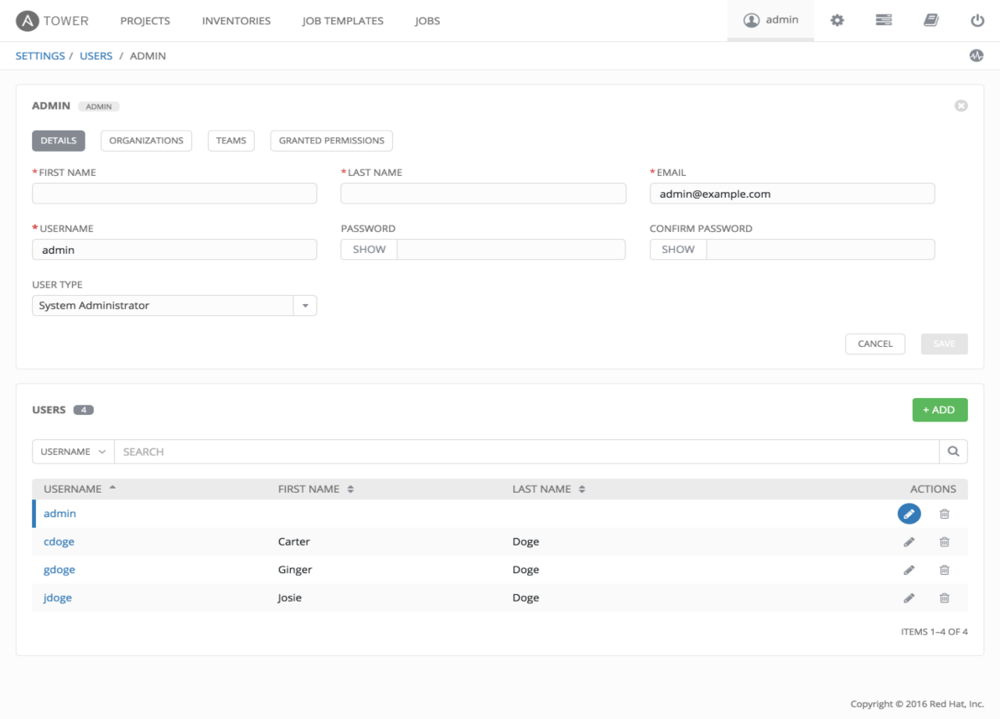 A TOWER PROJECTS INVENTORIES JOB TEMPLATES JOBS admin
SETTINGS / USERS / ADMIN
ADMIN ADMIN
DETAILS ORGANIZATIONS TEAMS GRANTED PERMISSIONS
* FIRST NAME * LAST NAME * EMAIL
admin@example.com
* USERNAME PASSWORD CONFIRM PASSWORD
admin SHOW SHOW
USER TYPE
System Administrator
CANCEL SAVE
USERS 4 + ADD
USERNAME SEARCH
USERNAME FIRST NAME LAST NAME ACTIONS
admin
cdoge Carter Doge
gdoge Ginger Doge
jdoge Josie Doge
ITEMS 1–4 OF 4
Copyright © 2016 Red Hat, Inc.